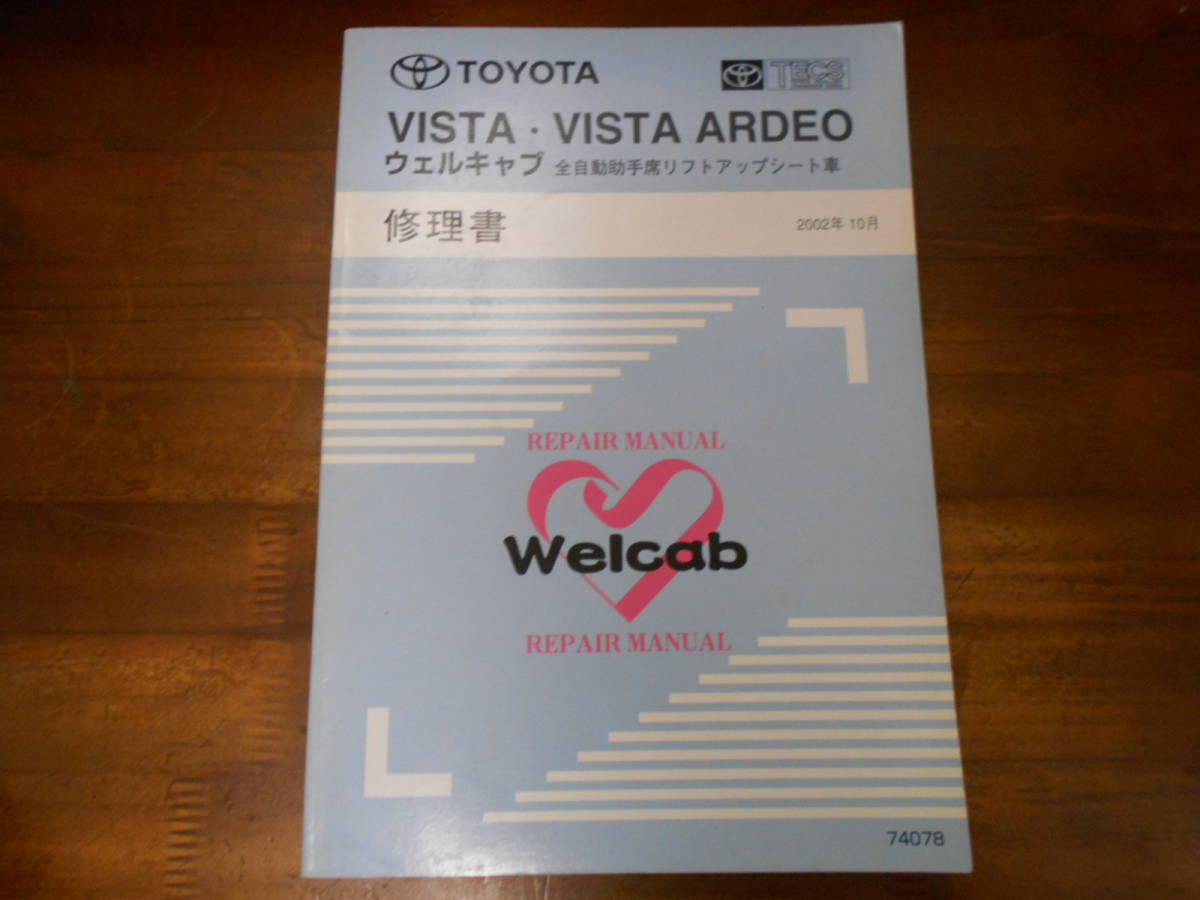 TOYOTA TECS
VISTA・VISTA ARDEO
ウェルキャブ 全自動助手席リフトアップシート車
修理書 2002年 10月
REPAIR MANUAL
Welcab
REPAIR MANUAL
74078